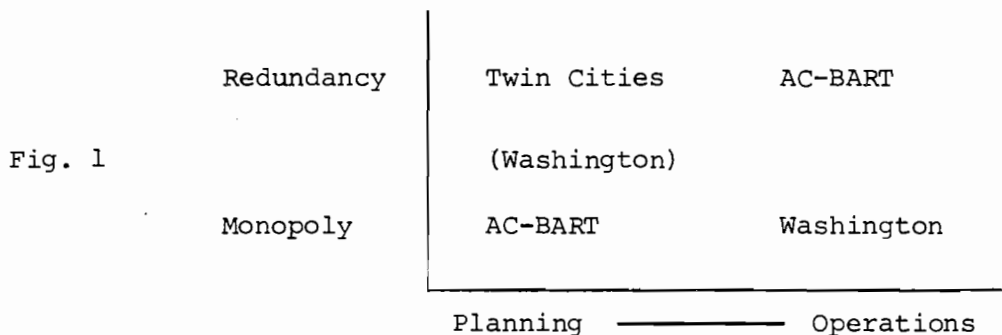 Redundancy Twin Cities AC-BART
Fig. 1 (Washington)
Monopoly AC-BART Washington
Planning Operations